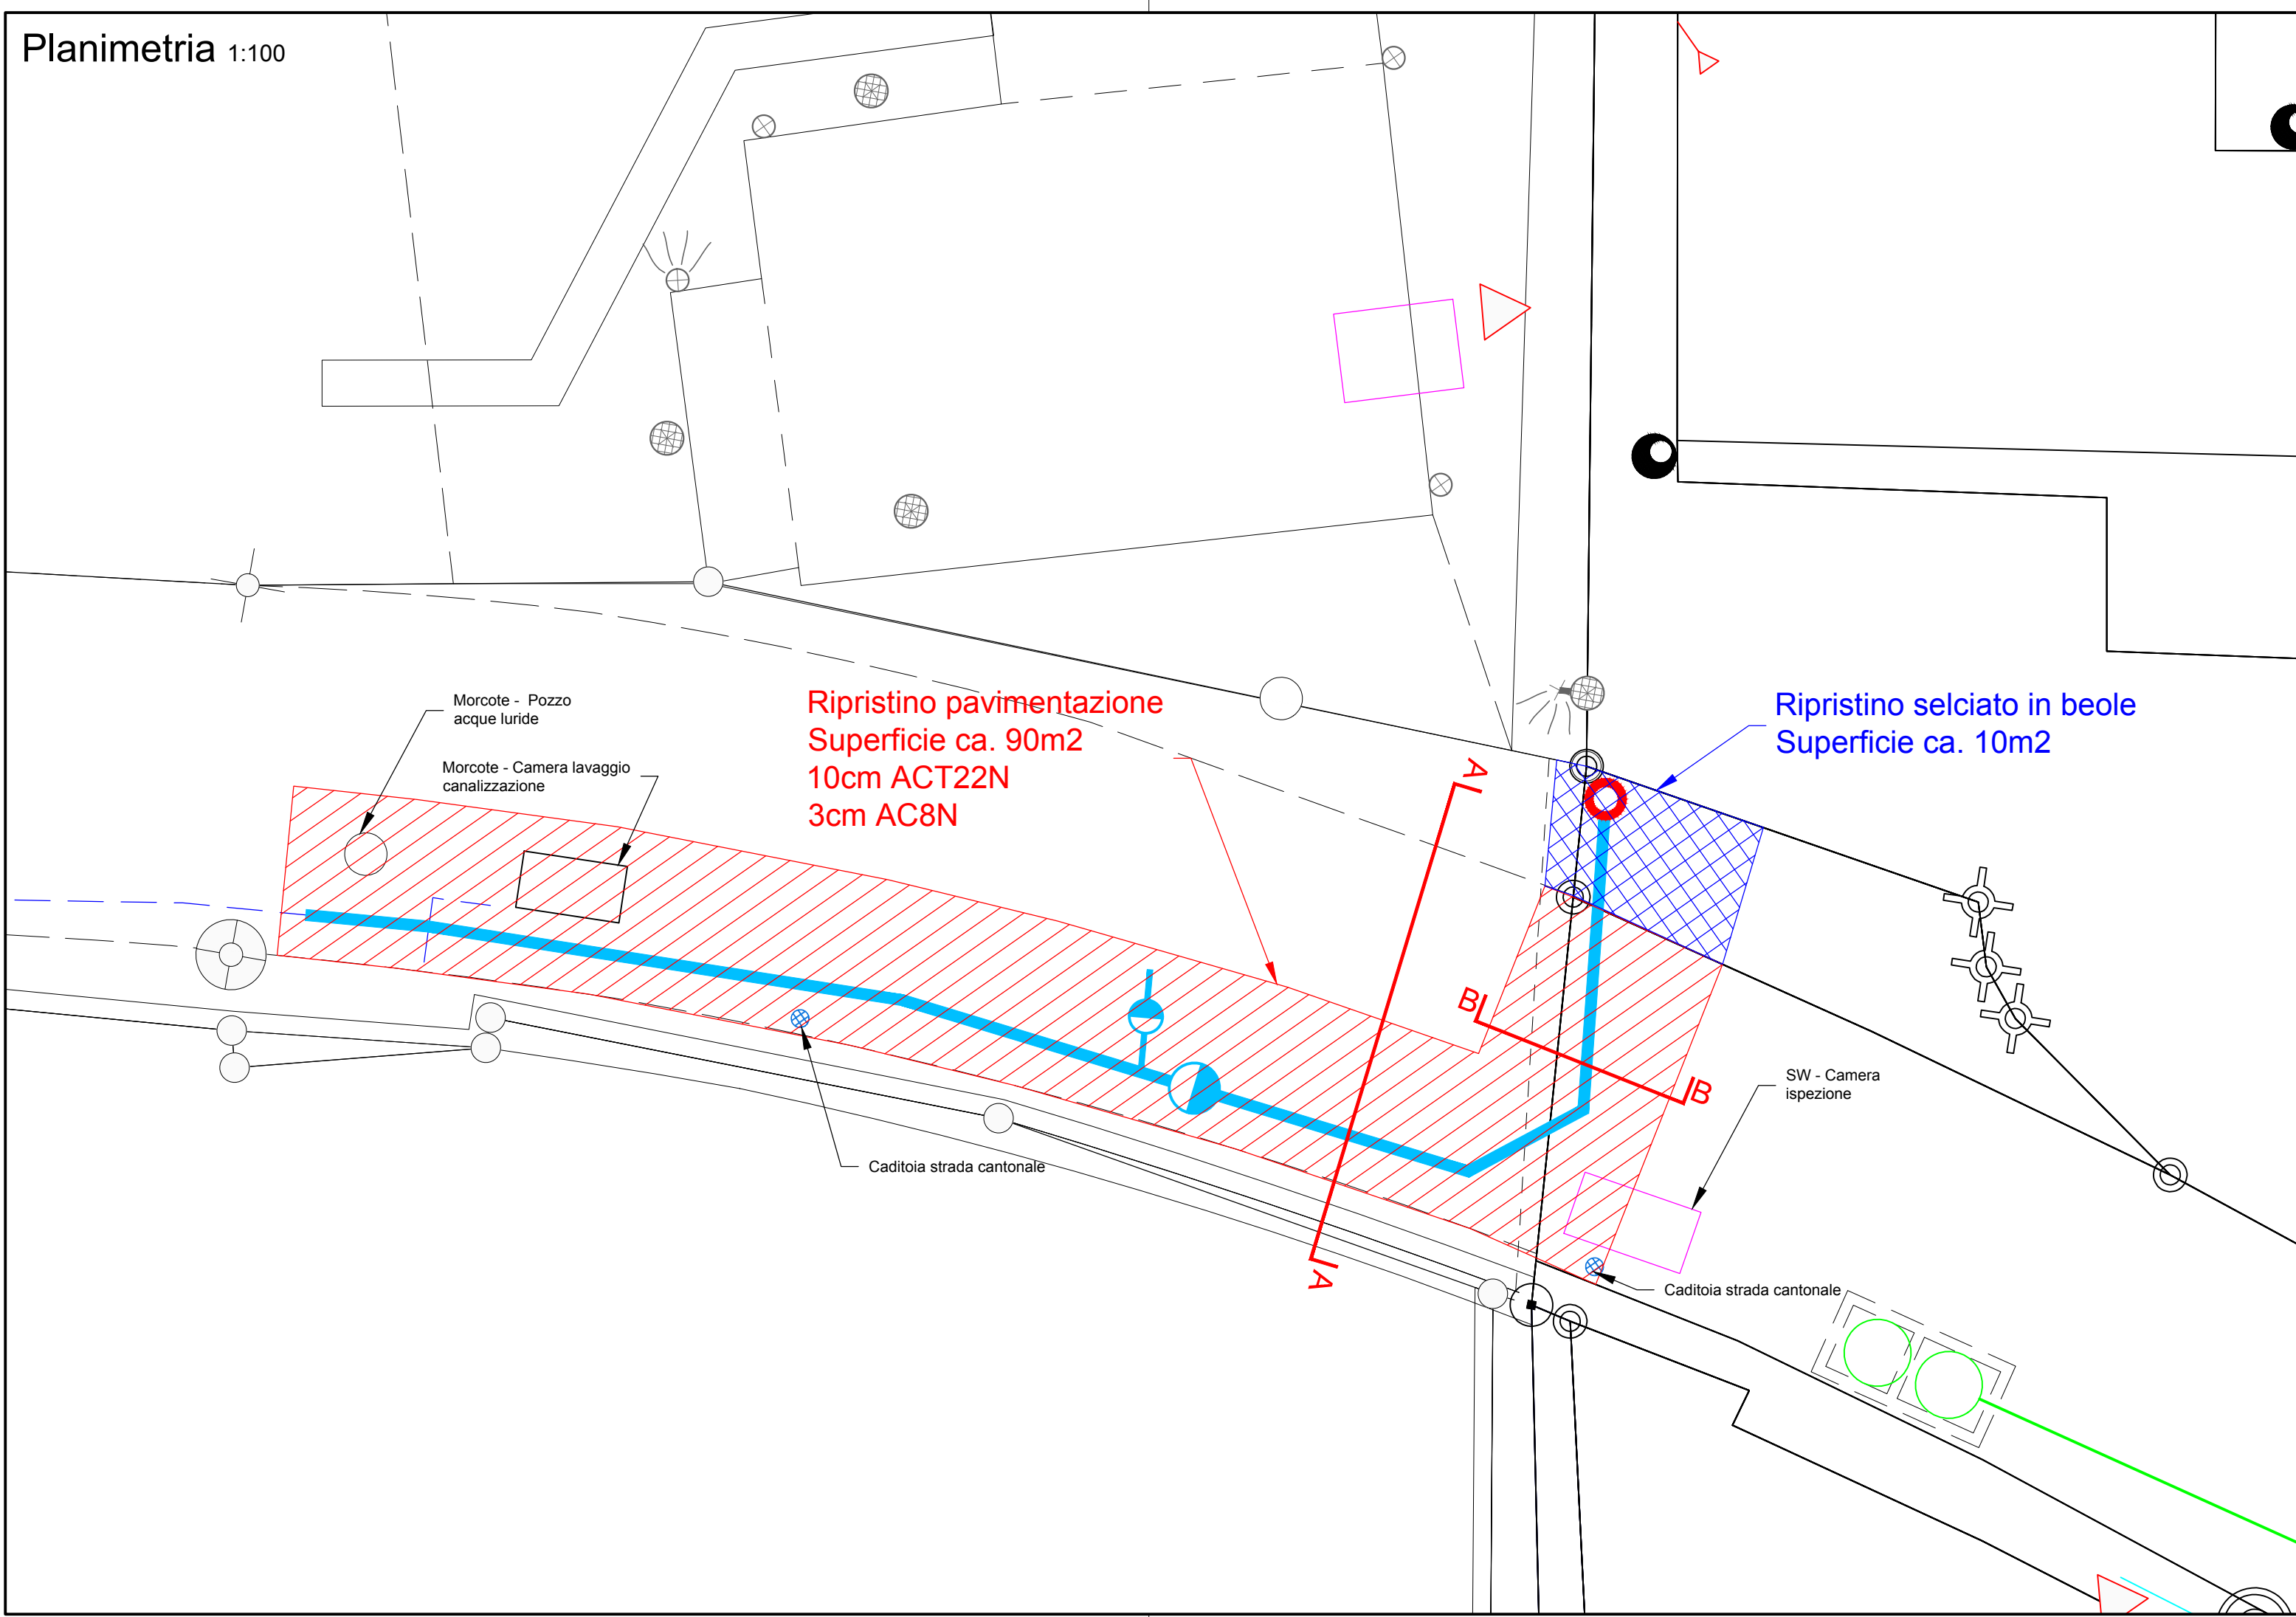 Planimetria 1:100
Morcote - Pozzo
acque luride
Morcote - Camera lavaggio
canalizzazione
Ripristino pavimentazione
Superficie ca. 90m2
10cm ACT22N
3cm AC8N
Ripristino selciato in beole
Superficie ca. 10m2
A
B
B
SW - Camera
ispezione
Caditoia strada cantonale
A
Caditoia strada cantonale